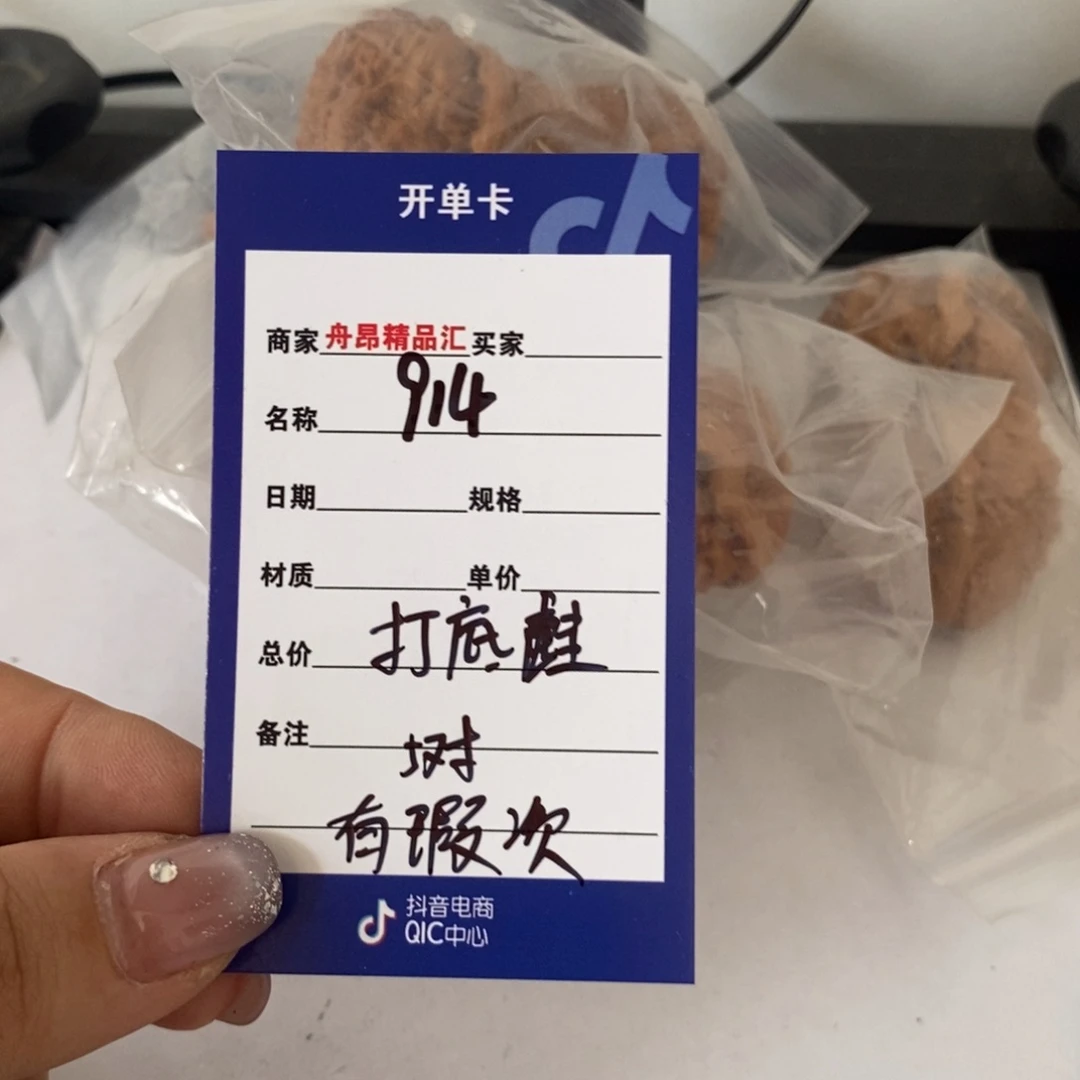 开单卡
商家 舟昂精品汇 买家
名称 914
日期 规格
材质 单价
总价 打底
备注
有瑕次
抖音电商
QIC中心